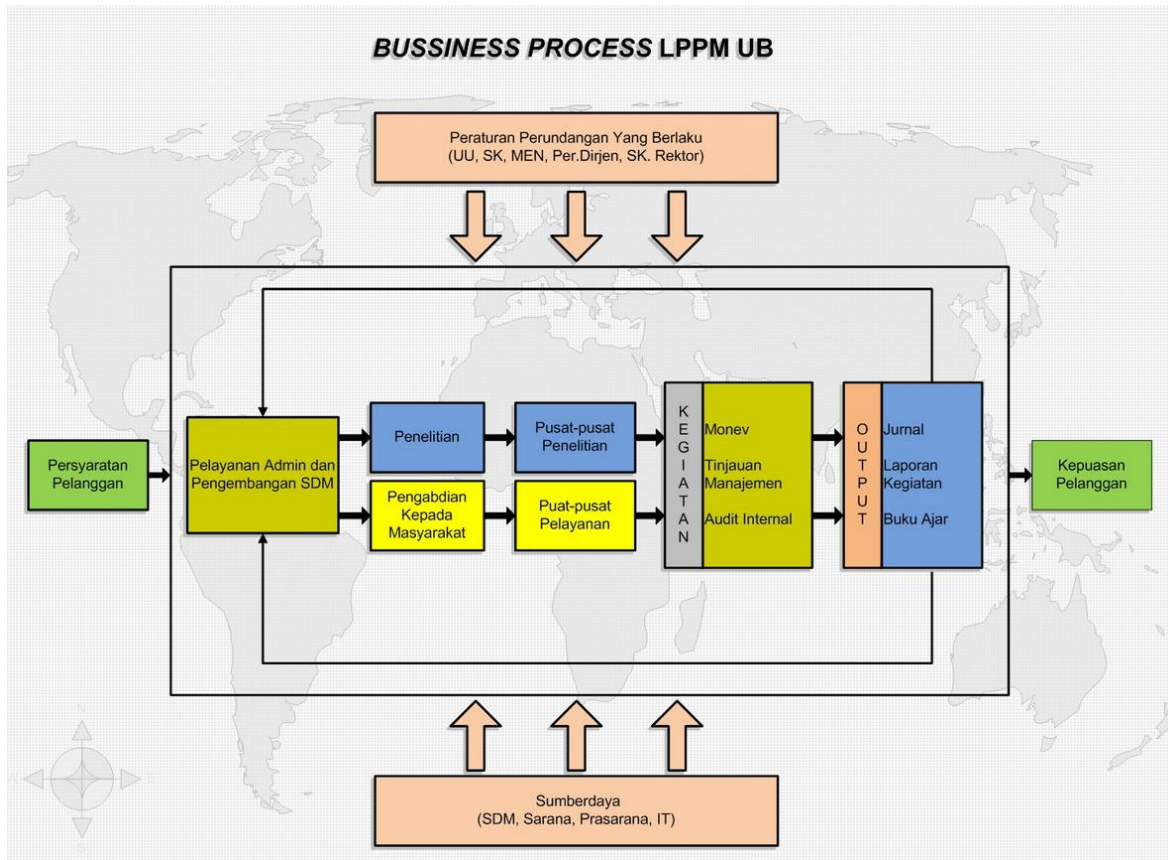 BUSSINESS PROCESS LPPM UB
Peraturan Perundangan Yang Berlaku
(UU, SK, MEN, Per.Dirjen, SK. Rektor)
Persyaratan
Pelanggan
Pelayanan Admin dan
Pengembangan SDM
Penelitian
Pusat-pusat
Penelitian
Pengabdian
Kepada
Masyarakat
Puat-pusat
Pelayanan
KEGIATAN
Monev
Tinjauan
Manajemen
Audit Internal
OUTPUT
Jurnal
Laporan
Kegiatan
Buku Ajar
Kepuasan
Pelanggan
Sumberdaya
(SDM, Sarana, Prasarana, IT)
N
W
E
S